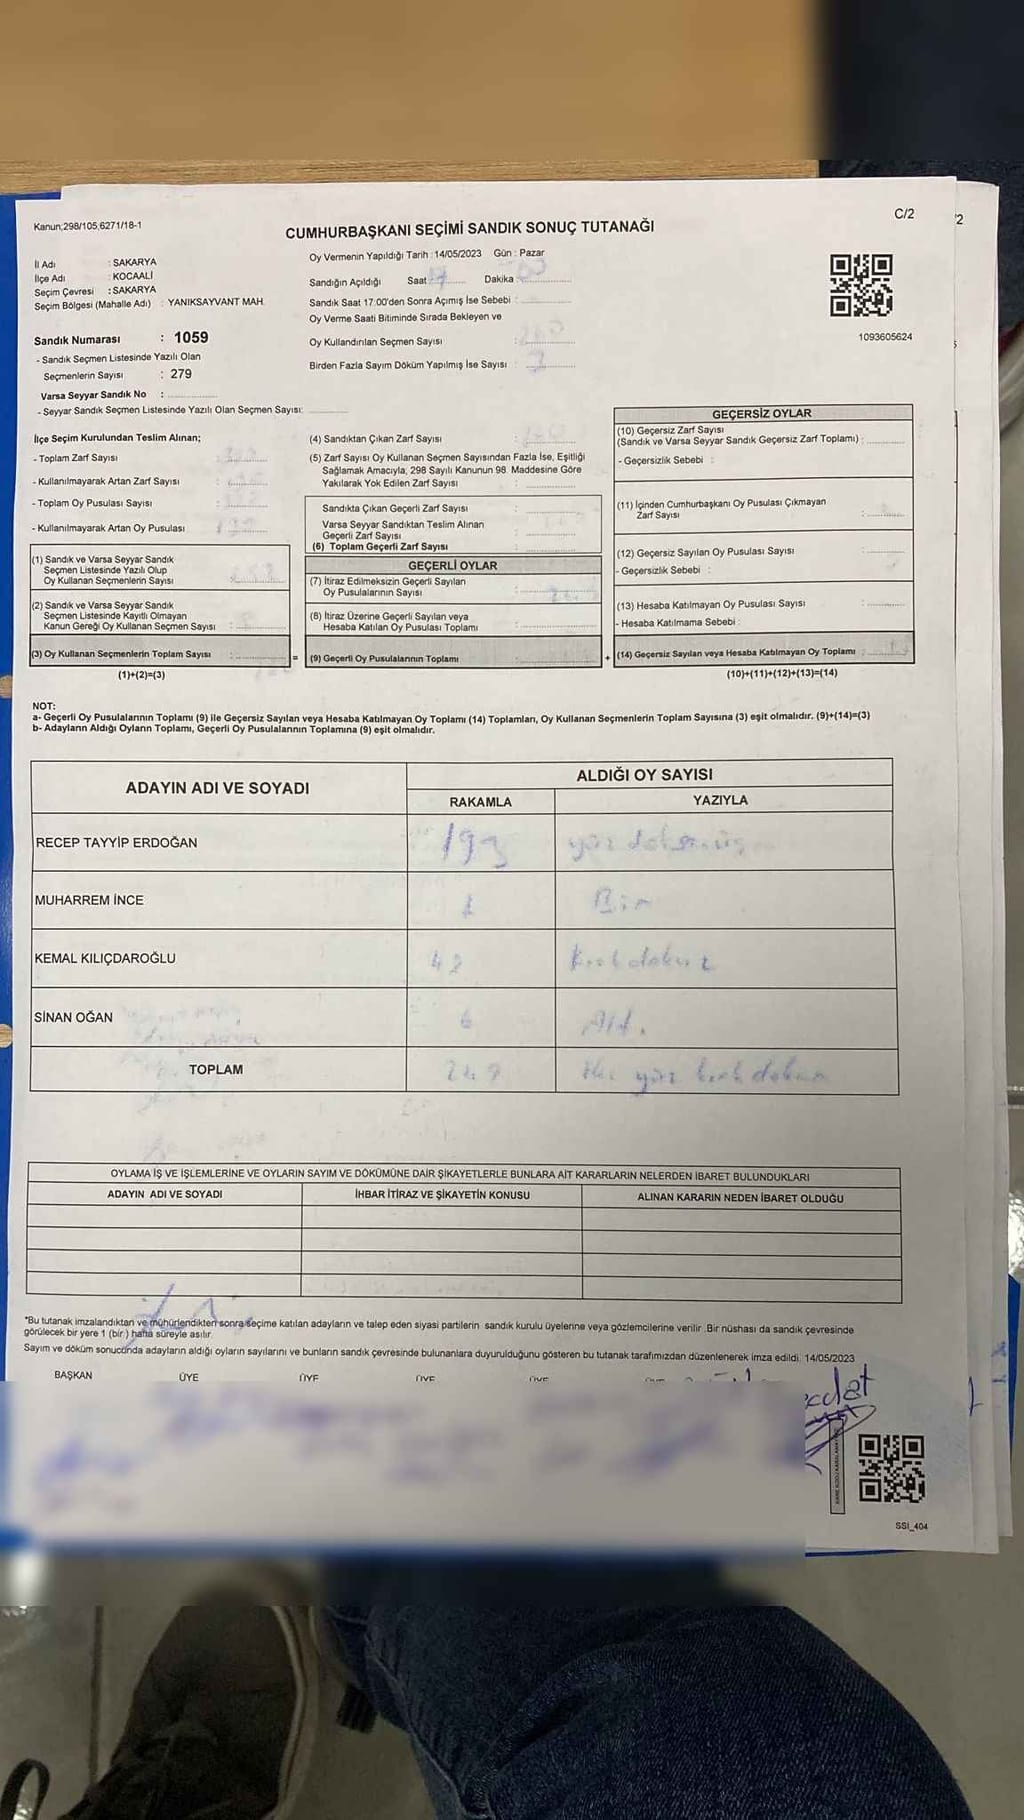 Kanun;298/105;6271/18-1
C/2
/2
CUMHURBAŞKANI SEÇİMİ SANDIK SONUÇ TUTANAĞI
İl Adı : SAKARYA
İlçe Adı : KOCAALİ
Seçim Çevresi : SAKARYA
Seçim Bölgesi (Mahalle Adı) : YANIKSAYVANT MAH.
Sandık Numarası : 1059
- Sandık Seçmen Listesinde Yazılı Olan
Seçmenlerin Sayısı : 279
Varsa Seyyar Sandık No :
- Seyyar Sandık Seçmen Listesinde Yazılı Olan Seçmen Sayısı:
Oy Vermenin Yapıldığı Tarih : 14/05/2023 Gün : Pazar
Sandığın Açıldığı Saat Dakika
Sandık Saat 17:00'den Sonra Açımış İse Sebebi :
Oy Verme Saati Bitiminde Sırada Bekleyen ve
Oy Kullandırılan Seçmen Sayısı :
Birden Fazla Sayım Döküm Yapılmış İse Sayısı :
1093605624
İlçe Seçim Kurulundan Teslim Alınan;
- Toplam Zarf Sayısı :
- Kullanılmayarak Artan Zarf Sayısı :
- Toplam Oy Pusulası Sayısı :
- Kullanılmayarak Artan Oy Pusulası :
(1) Sandık ve Varsa Seyyar Sandık
Seçmen Listesinde Yazılı Olup
Oy Kullanan Seçmenlerin Sayısı :
(2) Sandık ve Varsa Seyyar Sandık
Seçmen Listesinde Kayıtlı Olmayan
Kanun Gereği Oy Kullanan Seçmen Sayısı :
(3) Oy Kullanan Seçmenlerin Toplam Sayısı :
(1)+(2)=(3)
(4) Sandıktan Çıkan Zarf Sayısı :
(5) Zarf Sayısı Oy Kullanan Seçmen Sayısından Fazla İse, Eşitliği
Sağlamak Amacıyla; 298 Sayılı Kanunun 98. Maddesine Göre
Yakılarak Yok Edilen Zarf Sayısı :
Sandıkta Çıkan Geçerli Zarf Sayısı :
Varsa Seyyar Sandıktan Teslim Alınan
Geçerli Zarf Sayısı :
(6) Toplam Geçerli Zarf Sayısı :
GEÇERLİ OYLAR
(7) İtiraz Edilmeksizin Geçerli Sayılan
Oy Pusulalarının Sayısı :
(8) İtiraz Üzerine Geçerli Sayılan veya
Hesaba Katılan Oy Pusulası Toplamı :
= (9) Geçerli Oy Pusulalarının Toplamı :
GEÇERSİZ OYLAR
(10) Geçersiz Zarf Sayısı
(Sandık ve Varsa Seyyar Sandık Geçersiz Zarf Toplamı) :
- Geçersizlik Sebebi :
(11) İçinden Cumhurbaşkanı Oy Pusulası Çıkmayan
Zarf Sayısı :
(12) Geçersiz Sayılan Oy Pusulası Sayısı :
- Geçersizlik Sebebi :
(13) Hesaba Katılmayan Oy Pusulası Sayısı :
- Hesaba Katılmama Sebebi :
+ (14) Geçersiz Sayılan veya Hesaba Katılmayan Oy Toplamı :
(10)+(11)+(12)+(13)=(14)
NOT:
a- Geçerli Oy Pusulalarının Toplamı (9) ile Geçersiz Sayılan veya Hesaba Katılmayan Oy Toplamı (14) Toplamları, Oy Kullanan Seçmenlerin Toplam Sayısına (3) eşit olmalıdır. (9)+(14)=(3)
b- Adayların Aldığı Oyların Toplamı, Geçerli Oy Pusulalarının Toplamına (9) eşit olmalıdır.
ADAYIN ADI VE SOYADI
ALDIĞI OY SAYISI
RAKAMLA YAZIYLA
RECEP TAYYİP ERDOĞAN 193 yüz doksanüç
MUHARREM İNCE 1 Bir
KEMAL KILIÇDAROĞLU 49 Kırkdokuz
SİNAN OĞAN 6 Altı
TOPLAM 249 İki yüz kırk dokuz
OYLAMA İŞ VE İŞLEMLERİNE VE OYLARIN SAYIM VE DÖKÜMÜNE DAİR ŞİKAYETLERLE BUNLARA AİT KARARLARIN NELERDEN İBARET BULUNDUKLARI
ADAYIN ADI VE SOYADI İHBAR İTİRAZ VE ŞİKAYETİN KONUSU ALINAN KARARIN NEDEN İBARET OLDUĞU
*Bu tutanak imzalandıktan ve mühürlendikten sonra seçime katılan adayların ve talep eden siyasi partilerin sandık kurulu üyelerine veya gözlemcilerine verilir. Bir nüshası da sandık çevresinde
görülecek bir yere 1 (bir ) hafta süreyle asılır.
Sayım ve döküm sonucunda adayların aldığı oyların sayılarını ve bunların sandık çevresinde bulunanlara duyurulduğunu gösteren bu tutanak tarafımızdan düzenlenerek imza edildi. 14/05/2023
BAŞKAN ÜYE ÜYE ÜYE ÜYE
SSI_404